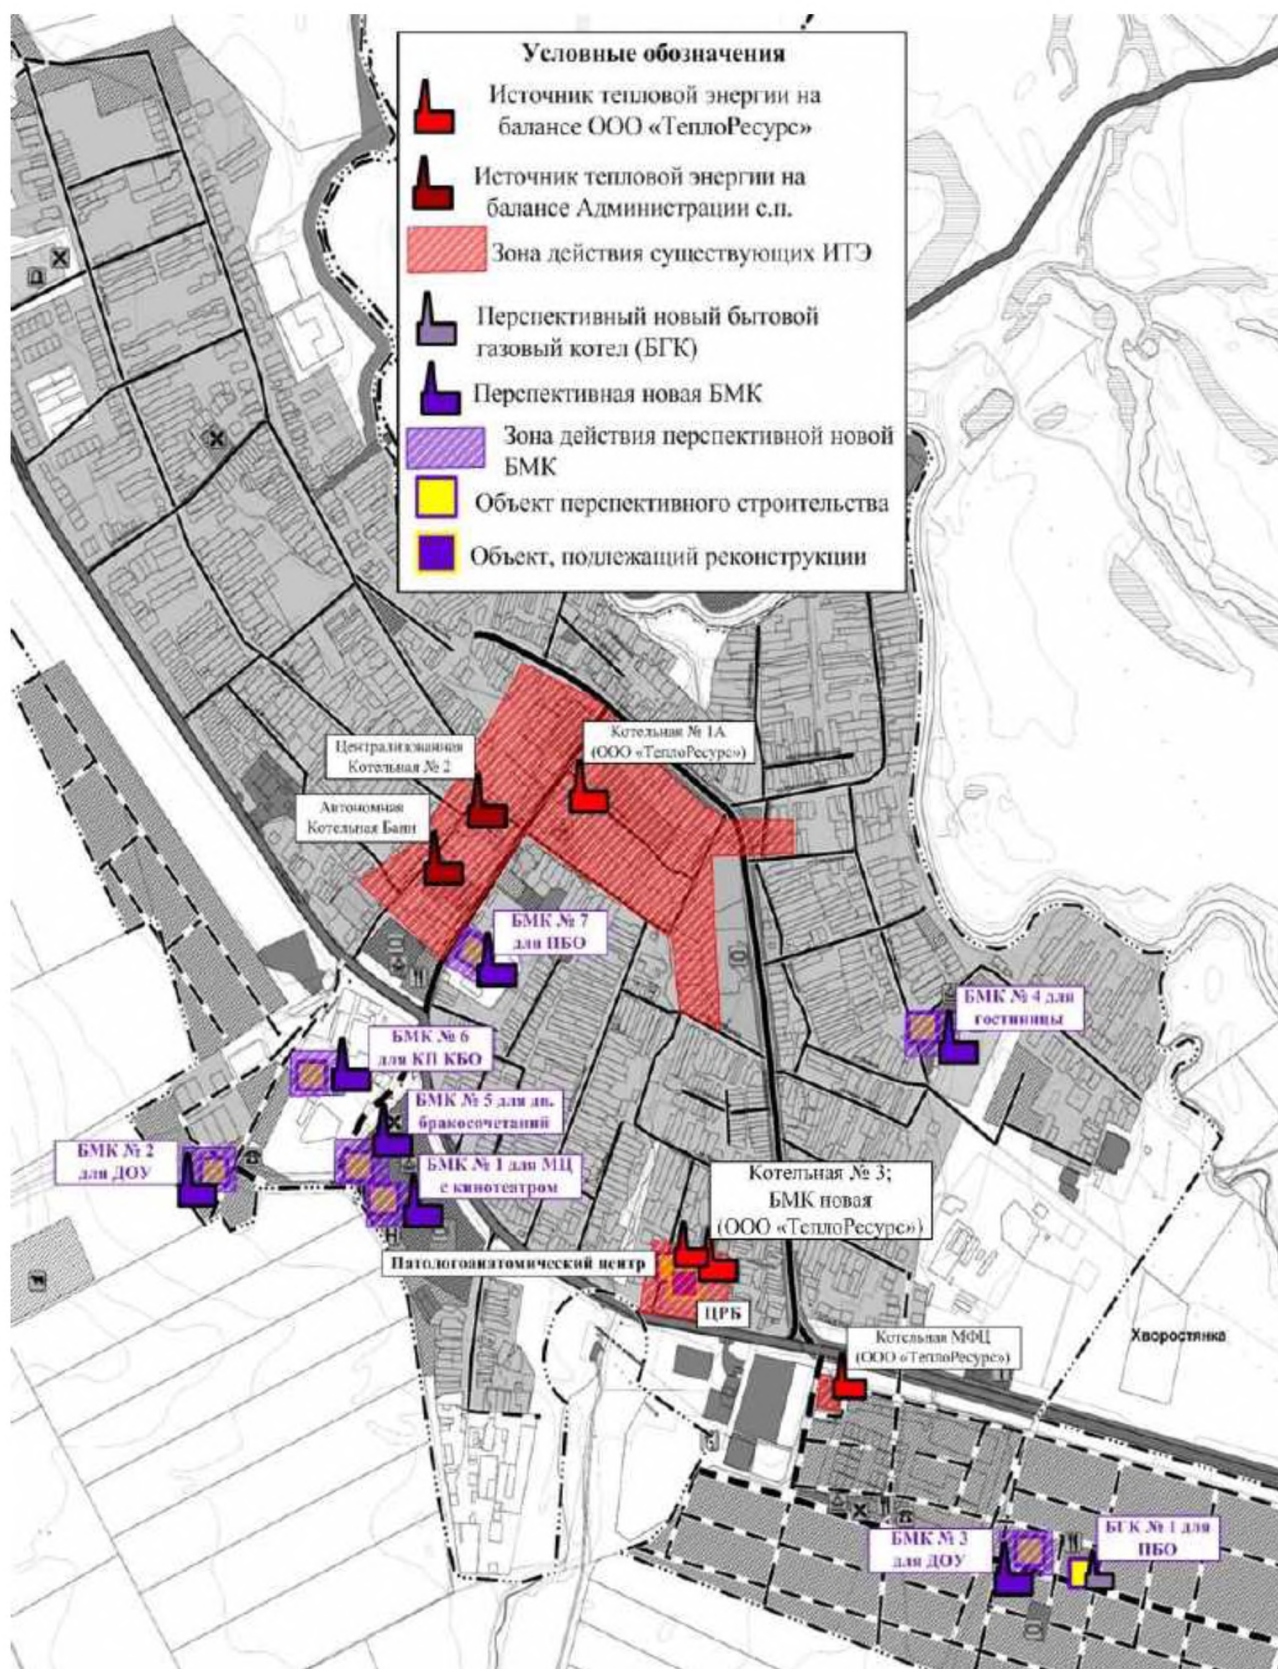 Условные обозначения
Источник тепловой энергии на
балансе ООО «ТеплоРесурс»
Источник тепловой энергии на
балансе Администрации с.п.
Зона действия существующих ИТЭ
Перспективный новый бытовой
газовый котел (БГК)
Перспективная новая БМК
Зона действия перспективной новой
БМК
Объект перспективного строительства
Объект, подлежащий реконструкции
Котельная № 1А
(ООО «ТеплоРесурс»)
Централизованная
Котельная № 2
Автономная
Котельная Бани
БМК № 7
для ПБО
БМК № 4 для
гостиницы
БМК № 6
для КП КБО
БМК № 5 для дв.
бракосочетаний
БМК № 2
для ДОУ
БМК № 1 для МЦ
с кинотеатром
Котельная № 3;
БМК новая
(ООО «ТеплоРесурс»)
Патологоанатомический центр
ЦРБ
Котельная МФЦ
(ООО «ТеплоРесурс»)
Хворостянка
БМК № 3
для ДОУ
БГК № 1 для
ПБО